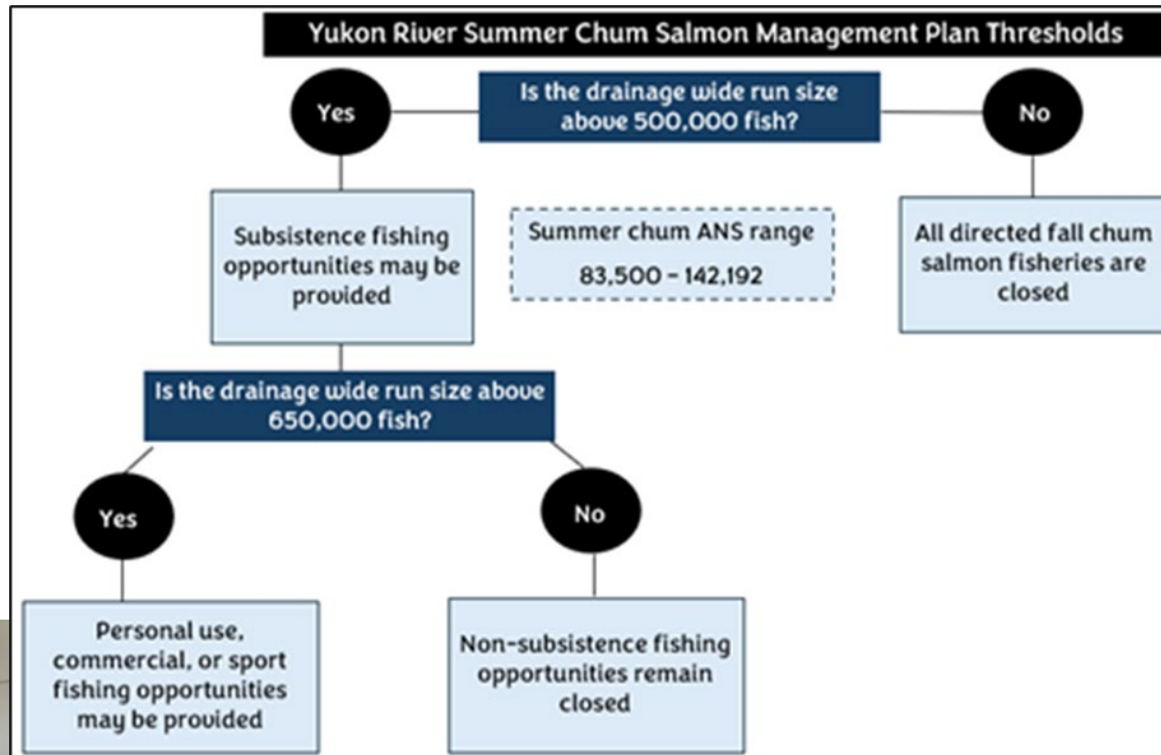 Yukon River Summer Chum Salmon Management Plan Thresholds
Yes
Is the drainage wide run size
above 500,000 fish?
No
Subsistence fishing
opportunities may be
provided
Summer chum ANS range
83,500 – 142,192
All directed fall chum
salmon fisheries are
closed
Is the drainage wide run size above
650,000 fish?
Yes
No
Personal use,
commercial, or sport
fishing opportunities
may be provided
Non-subsistence fishing
opportunities remain
closed